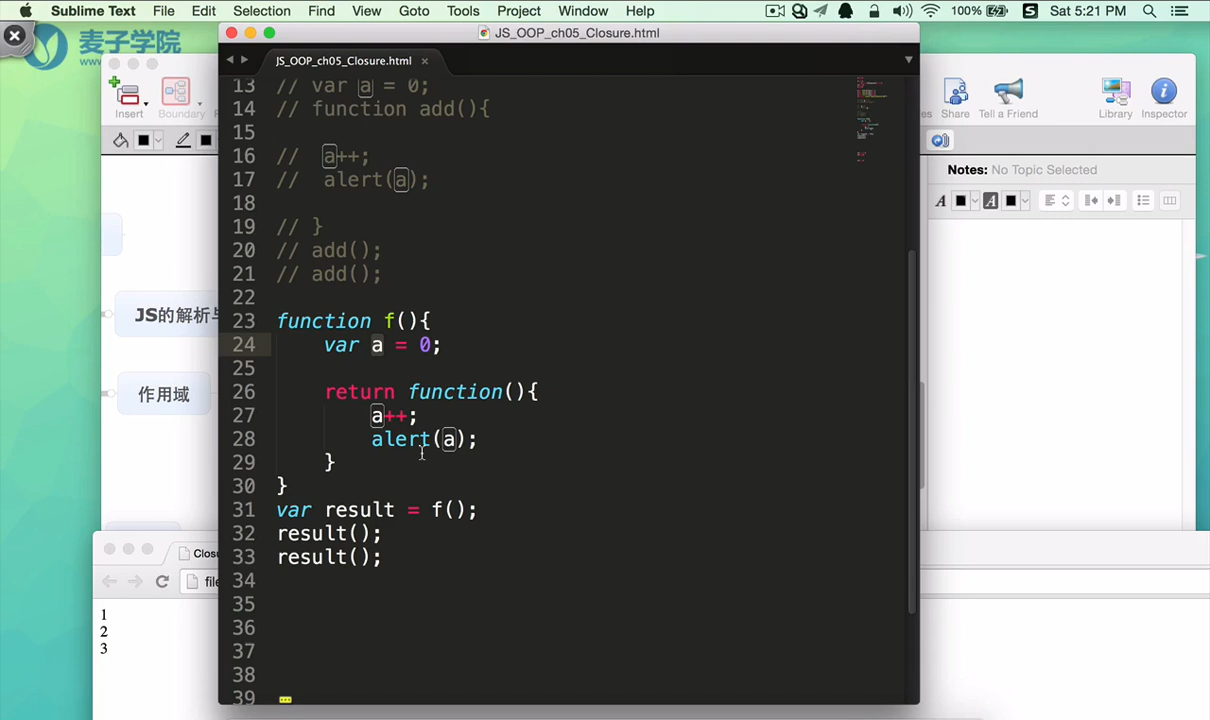 Sublime Text File Edit Selection Find View Goto Tools Project Window Help 100% S Sat 5:21 PM
麦子学院
JS_OOP_ch05_Closure.html
JS_OOP_ch05_Closure.html ×
Insert
Boundary
Share
Tell a Friend
Library
Inspector
Notes: No Topic Selected
A
A
JS的解析与
作用域
13 // var a = 0;
14 // function add(){
15
16 // a++;
17 // alert(a);
18
19 // }
20 // add();
21 // add();
22
23 function f(){
24 var a = 0;
25
26 return function(){
27 a++;
28 alert(a);
29 }
30 }
31 var result = f();
32 result();
33 result();
34
35
36
37
38
39
Closu
file
1
2
3